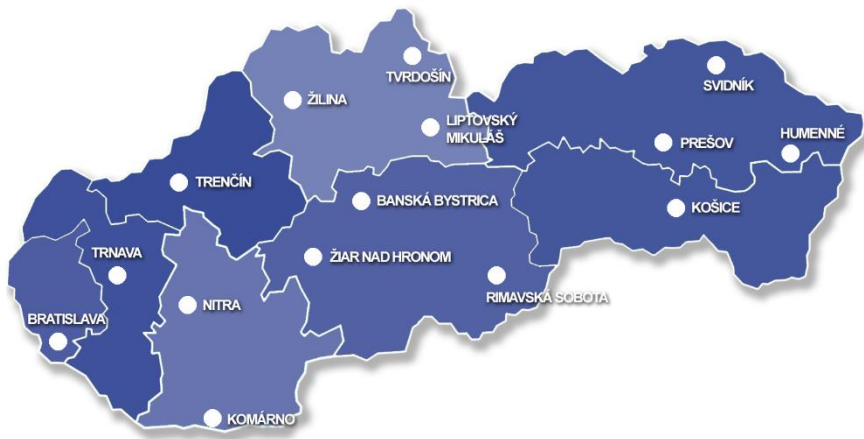 TVRDOŠÍN
SVIDNÍK
ŽILINA
LIPTOVSKÝ
MIKULÁŠ
HUMENNÉ
PREŠOV
TRENČÍN
BANSKÁ BYSTRICA
KOŠICE
TRNAVA
ŽIAR NAD HRONOM
RIMAVSKÁ SOBOTA
NITRA
BRATISLAVA
KOMÁRNO